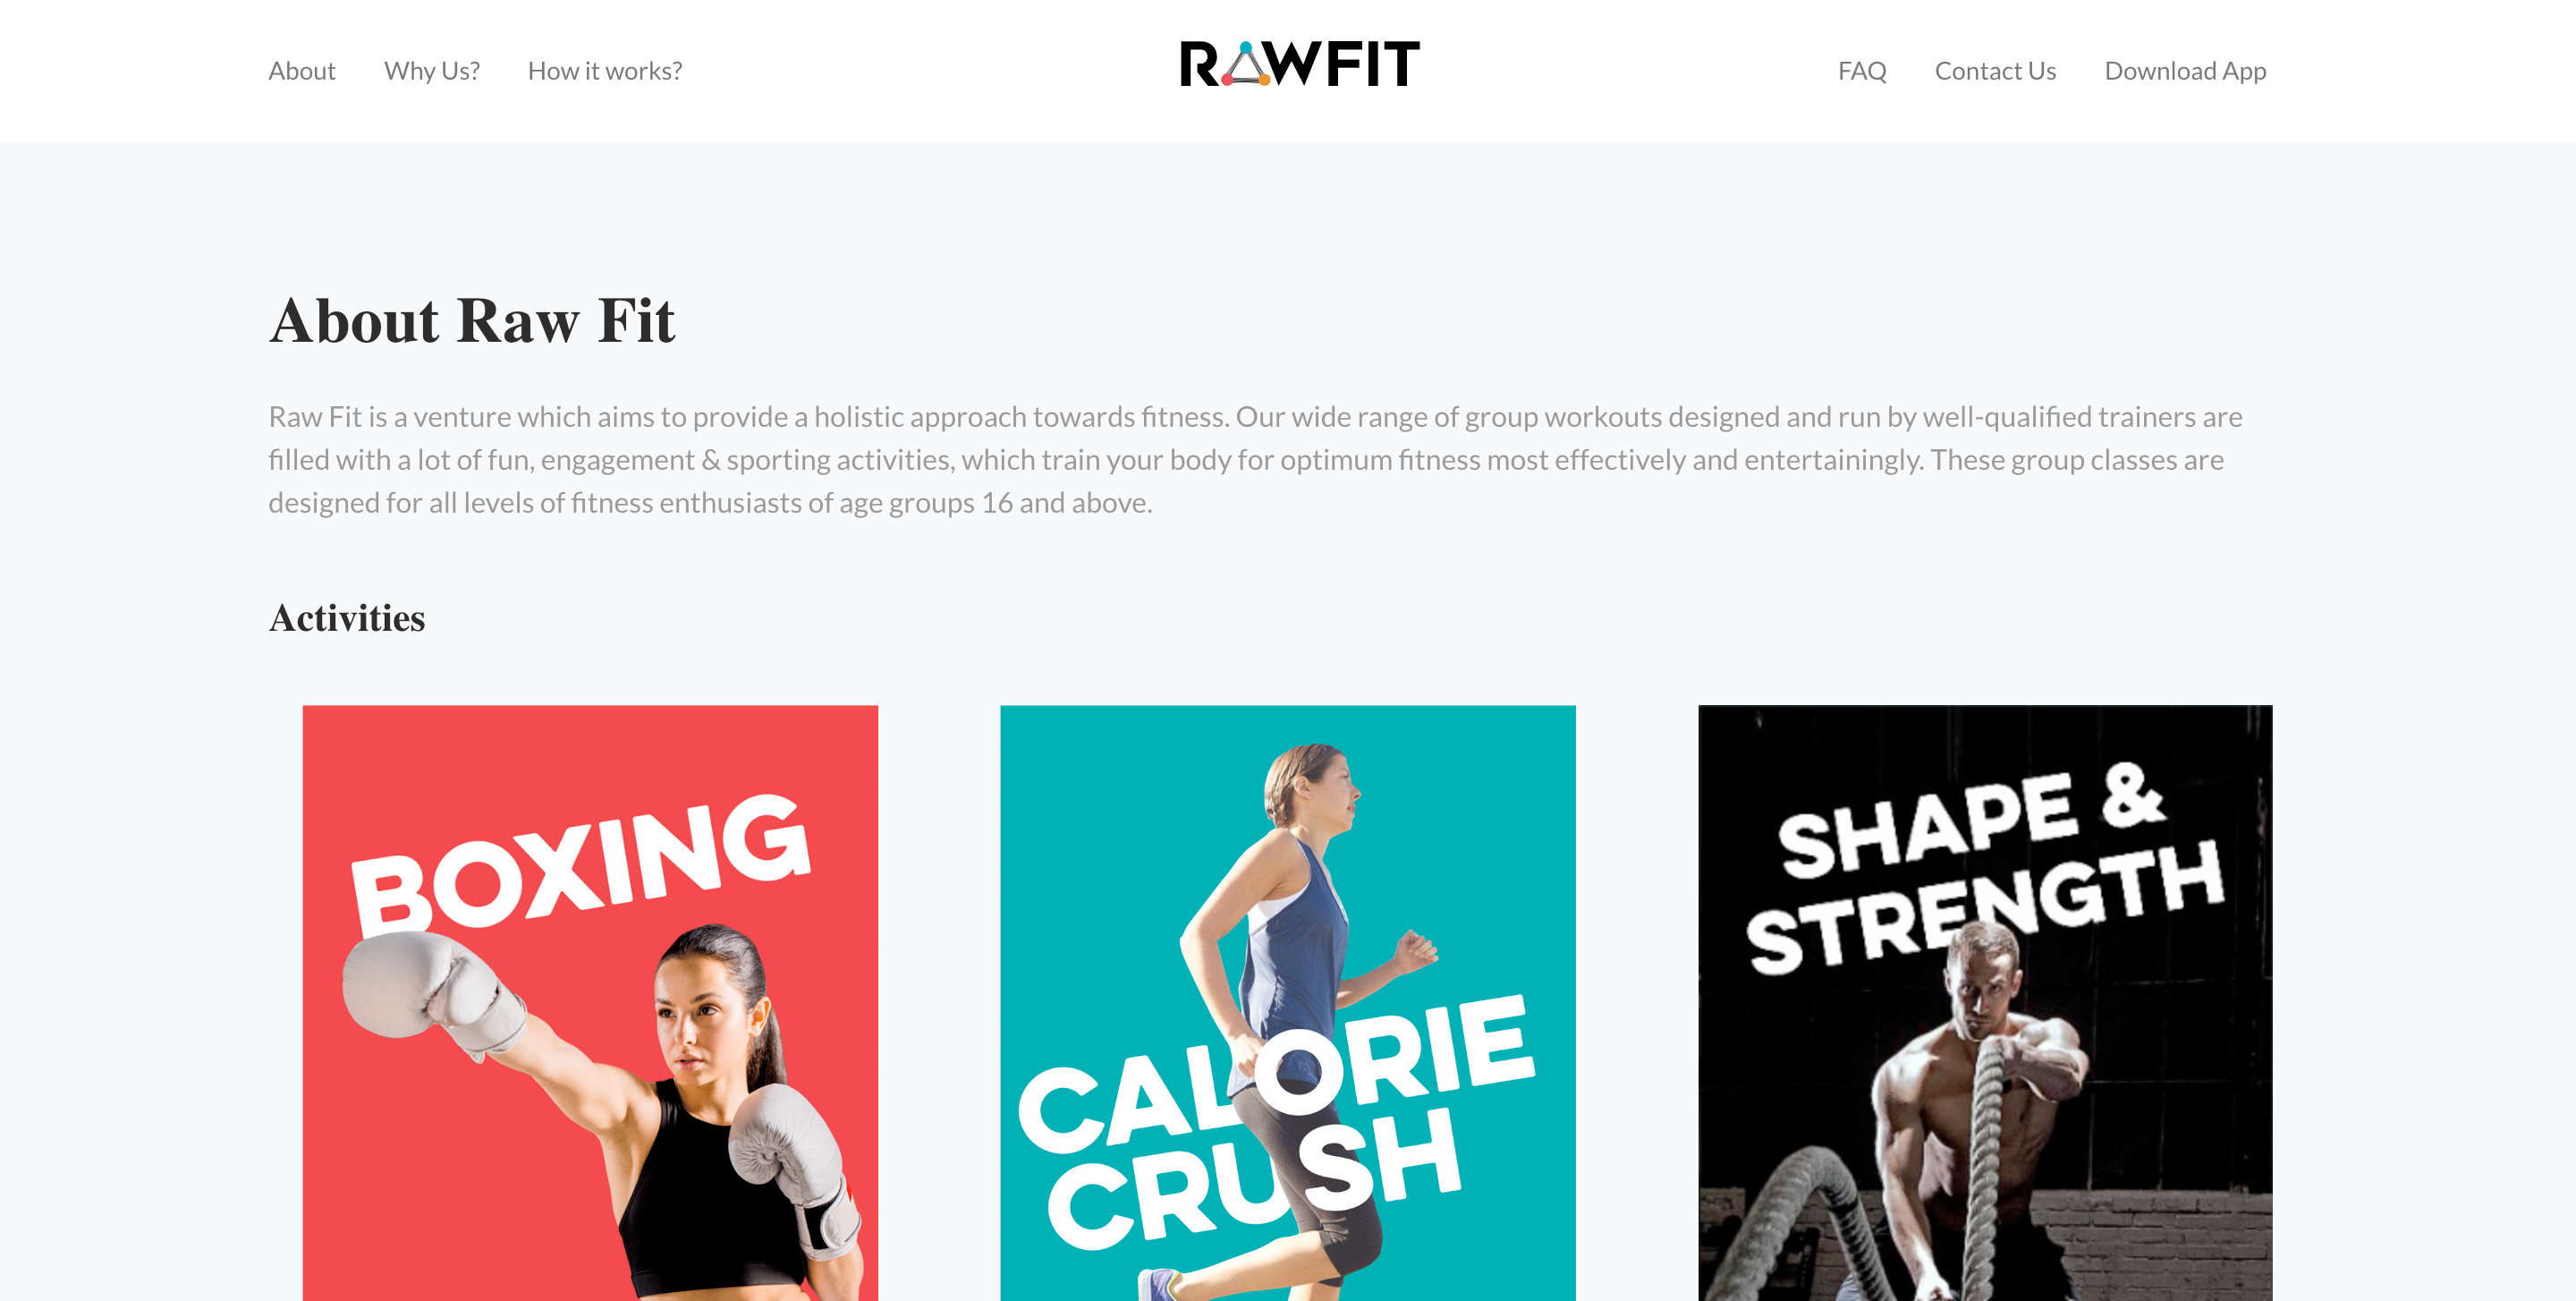 About Why Us? How it works? RAWFIT FAQ Contact Us Download App
About Raw Fit
Raw Fit is a venture which aims to provide a holistic approach towards fitness. Our wide range of group workouts designed and run by well-qualified trainers are
filled with a lot of fun, engagement & sporting activities, which train your body for optimum fitness most effectively and entertainingly. These group classes are
designed for all levels of fitness enthusiasts of age groups 16 and above.
Activities
BOXING
CALORIE
CRUSH
SHAPE &
STRENGTH